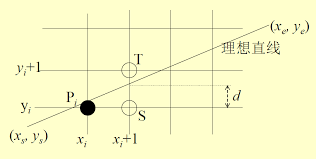 (xₑ, yₑ)
理想直线
T
yᵢ+1
d
Pᵢ
yᵢ
S
(xₛ, yₛ)
xᵢ
xᵢ+1